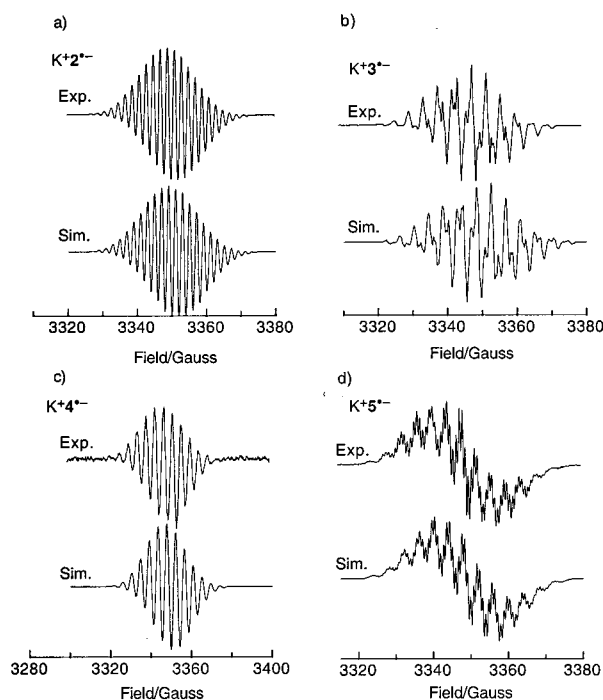 a)
K⁺2•⁻
Exp.
Sim.
3320 3340 3360 3380
Field/Gauss
b)
K⁺3•⁻
Exp.
Sim.
3320 3340 3360 3380
Field/Gauss
c)
K⁺4•⁻
Exp.
Sim.
3280 3320 3360 3400
Field/Gauss
d)
K⁺5•⁻
Exp.
Sim.
3320 3340 3360 3380
Field/Gauss